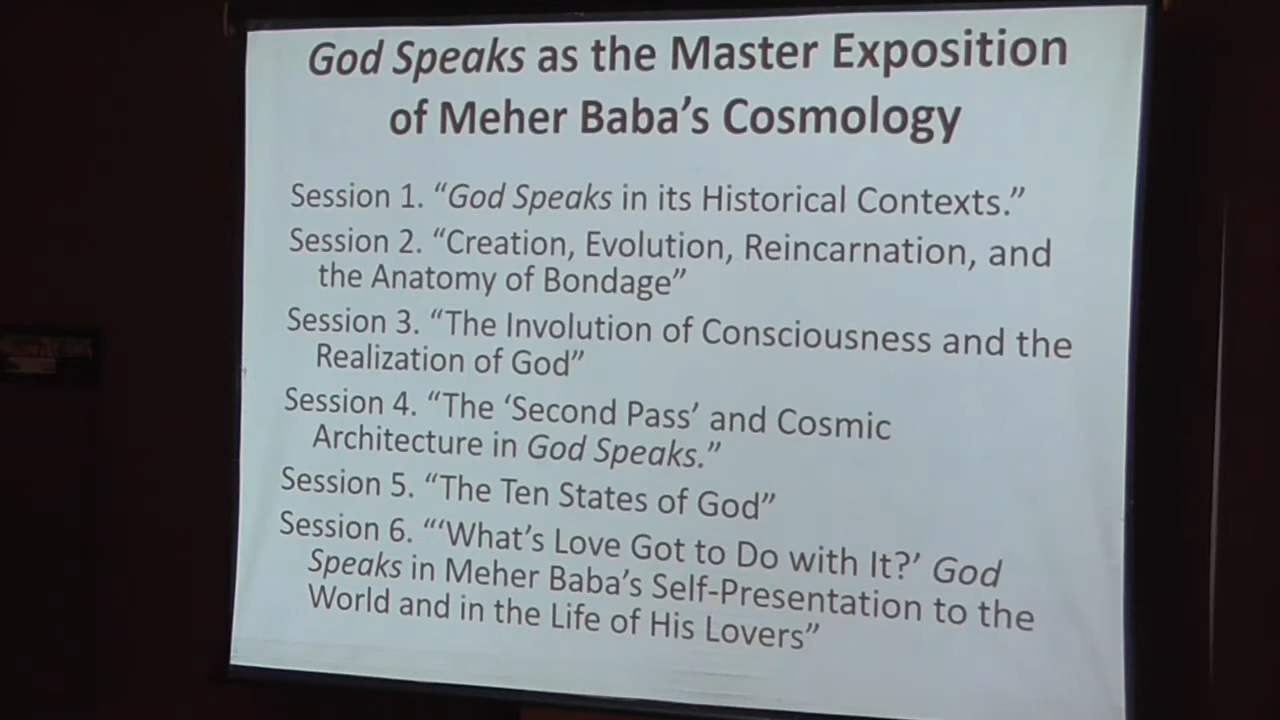 God Speaks as the Master Exposition
of Meher Baba’s Cosmology
Session 1. “God Speaks in its Historical Contexts.”
Session 2. “Creation, Evolution, Reincarnation, and
the Anatomy of Bondage”
Session 3. “The Involution of Consciousness and the
Realization of God”
Session 4. “The ‘Second Pass’ and Cosmic
Architecture in God Speaks.”
Session 5. “The Ten States of God”
Session 6. “‘What’s Love Got to Do with It?’ God
Speaks in Meher Baba’s Self-Presentation to the
World and in the Life of His Lovers”